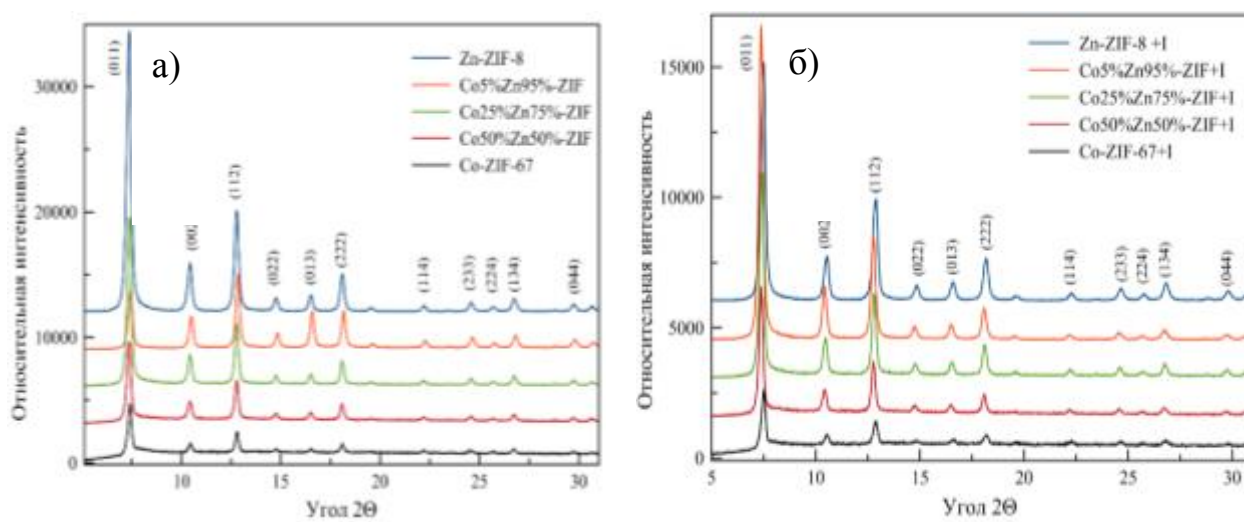 а)
Zn-ZIF-8
Co5%Zn95%-ZIF
Co25%Zn75%-ZIF
Co50%Zn50%-ZIF
Co-ZIF-67
(011)
(002
(112)
(022)
(013)
(222)
(114)
(233)
(224)
(134)
(044)
30000
20000
10000
0
10
15
20
25
30
Относительная интенсивность
Угол 2Θ
б)
Zn-ZIF-8 +I
Co5%Zn95%-ZIF+I
Co25%Zn75%-ZIF+I
Co50%Zn50%-ZIF+I
Co-ZIF-67+I
(011)
(002
(112)
(022)
(013)
(222)
(114)
(233)
(224)
(134)
(044)
15000
10000
5000
0
5
10
15
20
25
30
Относительная интенсивность
Угол 2Θ